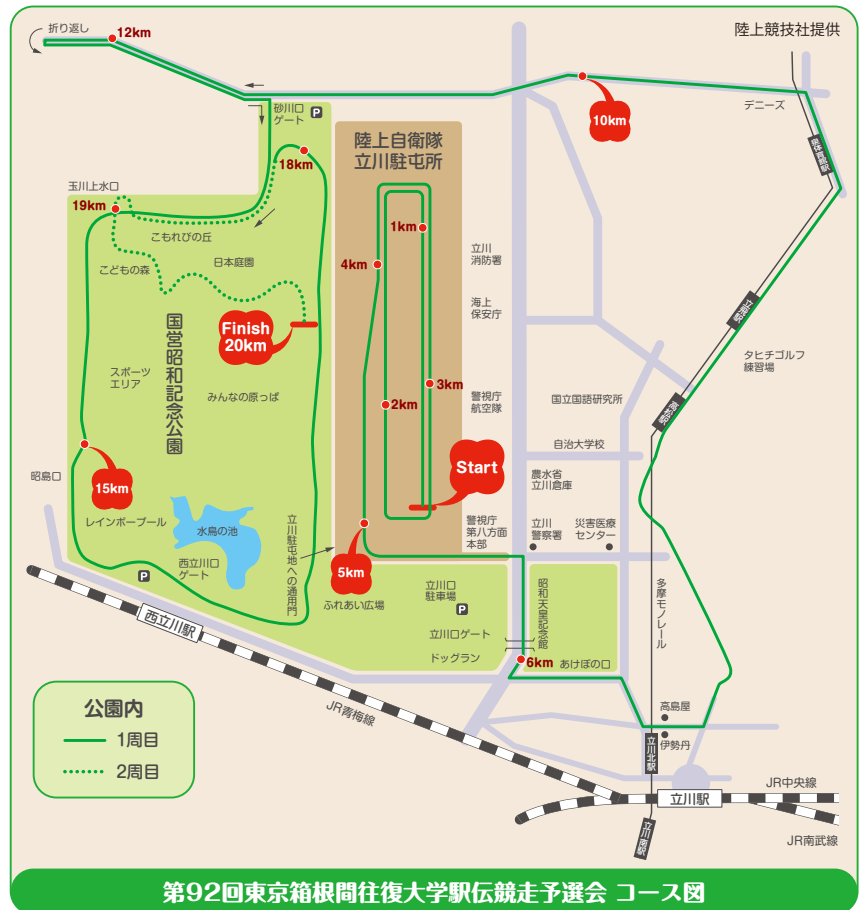 折り返し
12km
陸上競技社提供
デニーズ
10km
砂川口
ゲート
P
陸上自衛隊
立川駐屯所
18km
玉川上水口
19km
こもれびの丘
こどもの森
日本庭園
1km
4km
立川
消防署
海上
保安庁
Finish
20km
国営昭和記念公園
スポーツ
エリア
みんなの原っぱ
2km
3km
警視庁
航空隊
立飛駅
高松駅
タヒチゴルフ
練習場
国立国語研究所
自治大学校
昭島口
15km
レインボープール
水鳥の池
Start
農水省
立川倉庫
警視庁
第八方面
本部
立川
警察署
災害医療
センター
立川駐屯地への通用門
西立川口
ゲート
P
5km
ふれあい広場
立川口
駐車場
P
昭和天皇記念館
多摩モノレール
立川口ゲート
ドッグラン
6km
あけぼの口
西立川駅
JR青梅線
高島屋
伊勢丹
立川北駅
立川駅
立川南駅
JR中央線
JR南武線
公園内
1周目
2周目
第92回東京箱根間往復大学駅伝競走予選会 コース図